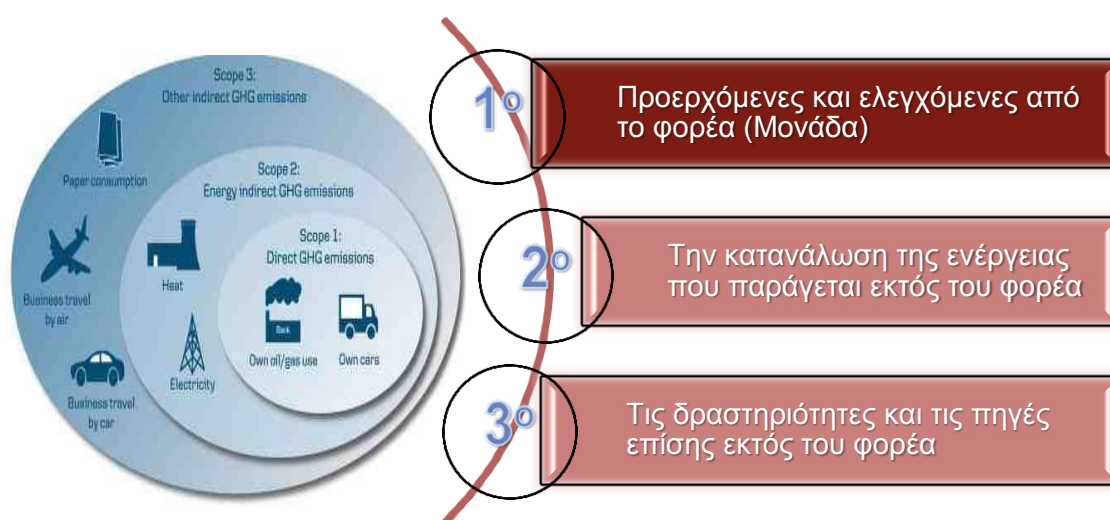 Scope 3:
Other indirect GHG emissions
Paper consumption
Business travel
by air
Business travel
by car
Scope 2:
Energy indirect GHG emissions
Heat
Electricity
Scope 1:
Direct GHG emissions
Bank
Own oil/gas use
Own cars
1ο
Προερχόμενες και ελεγχόμενες από
το φορέα (Μονάδα)
2ο
Την κατανάλωση της ενέργειας
που παράγεται εκτός του φορέα
3ο
Τις δραστηριότητες και τις πηγές
επίσης εκτός του φορέα